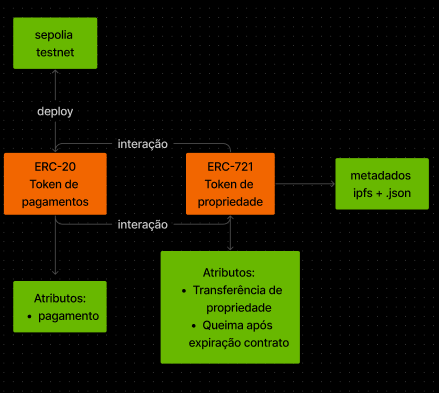 sepolia
testnet
deploy
interação
ERC-20
Token de
pagamentos
ERC-721
Token de
propriedade
metadados
ipfs + .json
interação
Atributos:
• pagamento
Atributos:
• Transferência de
propriedade
• Queima após
expiração contrato